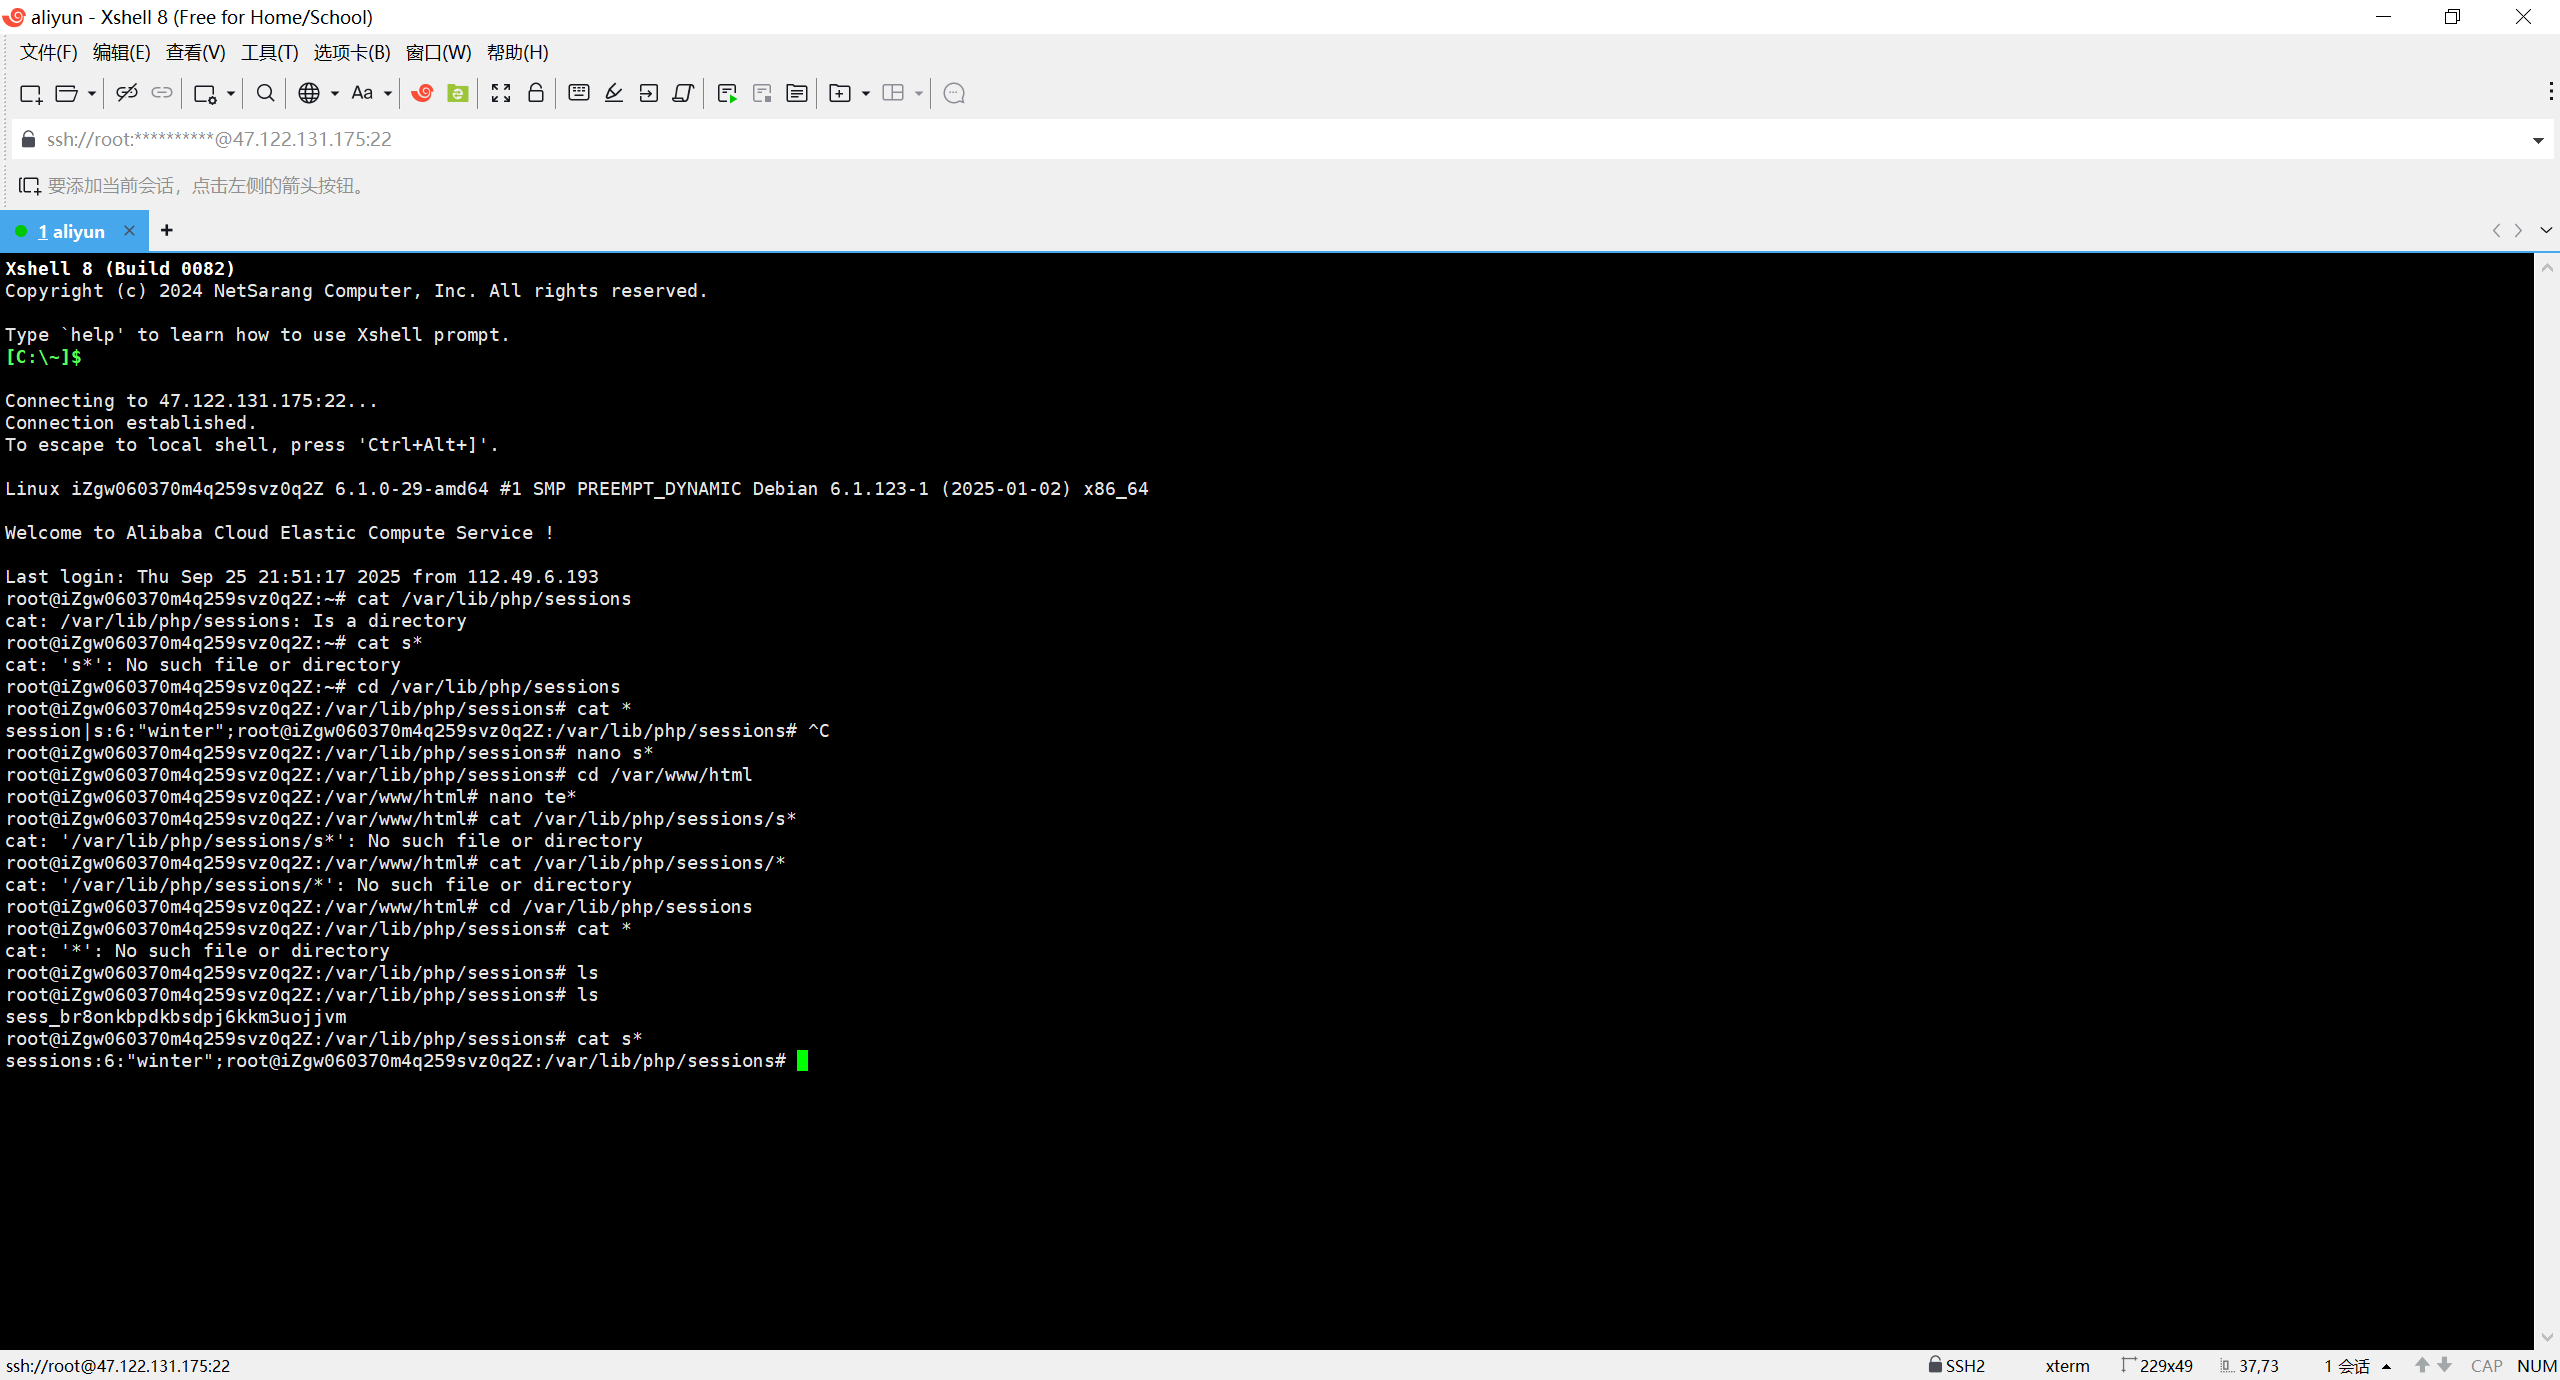 aliyun - Xshell 8 (Free for Home/School)
文件(F) 编辑(E) 查看(V) 工具(T) 选项卡(B) 窗口(W) 帮助(H)
Aa
ssh://root:**********@47.122.131.175:22
要添加当前会话，点击左侧的箭头按钮。
1 aliyun
Xshell 8 (Build 0082)
Copyright (c) 2024 NetSarang Computer, Inc. All rights reserved.
Type `help' to learn how to use Xshell prompt.
[C:\~]$
Connecting to 47.122.131.175:22...
Connection established.
To escape to local shell, press 'Ctrl+Alt+]'.
Linux iZgw060370m4q259svz0q2Z 6.1.0-29-amd64 #1 SMP PREEMPT_DYNAMIC Debian 6.1.123-1 (2025-01-02) x86_64
Welcome to Alibaba Cloud Elastic Compute Service !
Last login: Thu Sep 25 21:51:17 2025 from 112.49.6.193
root@iZgw060370m4q259svz0q2Z:~# cat /var/lib/php/sessions
cat: /var/lib/php/sessions: Is a directory
root@iZgw060370m4q259svz0q2Z:~# cat s*
cat: 's*': No such file or directory
root@iZgw060370m4q259svz0q2Z:~# cd /var/lib/php/sessions
root@iZgw060370m4q259svz0q2Z:/var/lib/php/sessions# cat *
session|s:6:"winter";root@iZgw060370m4q259svz0q2Z:/var/lib/php/sessions# ^C
root@iZgw060370m4q259svz0q2Z:/var/lib/php/sessions# nano s*
root@iZgw060370m4q259svz0q2Z:/var/lib/php/sessions# cd /var/www/html
root@iZgw060370m4q259svz0q2Z:/var/www/html# nano te*
root@iZgw060370m4q259svz0q2Z:/var/www/html# cat /var/lib/php/sessions/s*
cat: '/var/lib/php/sessions/s*': No such file or directory
root@iZgw060370m4q259svz0q2Z:/var/www/html# cat /var/lib/php/sessions/*
cat: '/var/lib/php/sessions/*': No such file or directory
root@iZgw060370m4q259svz0q2Z:/var/www/html# cd /var/lib/php/sessions
root@iZgw060370m4q259svz0q2Z:/var/lib/php/sessions# cat *
cat: '*': No such file or directory
root@iZgw060370m4q259svz0q2Z:/var/lib/php/sessions# ls
root@iZgw060370m4q259svz0q2Z:/var/lib/php/sessions# ls
sess_br8onkbpdkbsdpj6kkm3uojjvm
root@iZgw060370m4q259svz0q2Z:/var/lib/php/sessions# cat s*
sessions:6:"winter";root@iZgw060370m4q259svz0q2Z:/var/lib/php/sessions#
ssh://root@47.122.131.175:22 SSH2 xterm 229x49 37,73 1 会话 CAP NUM